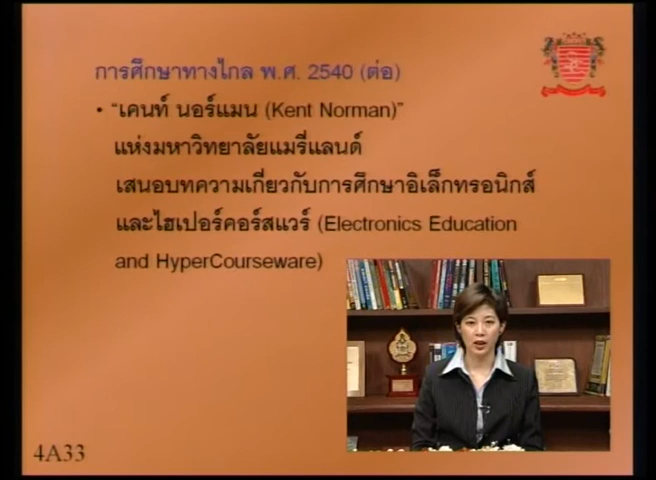 การศึกษาทางไกล พ.ศ. 2540 (ต่อ)
• “เคนท์ นอร์แมน (Kent Norman)”
แห่งมหาวิทยาลัยแมรี่แลนด์
เสนอบทความเกี่ยวกับการศึกษาอิเล็กทรอนิกส์
และไฮเปอร์คอร์สแวร์ (Electronics Education
and HyperCourseware)
4A33